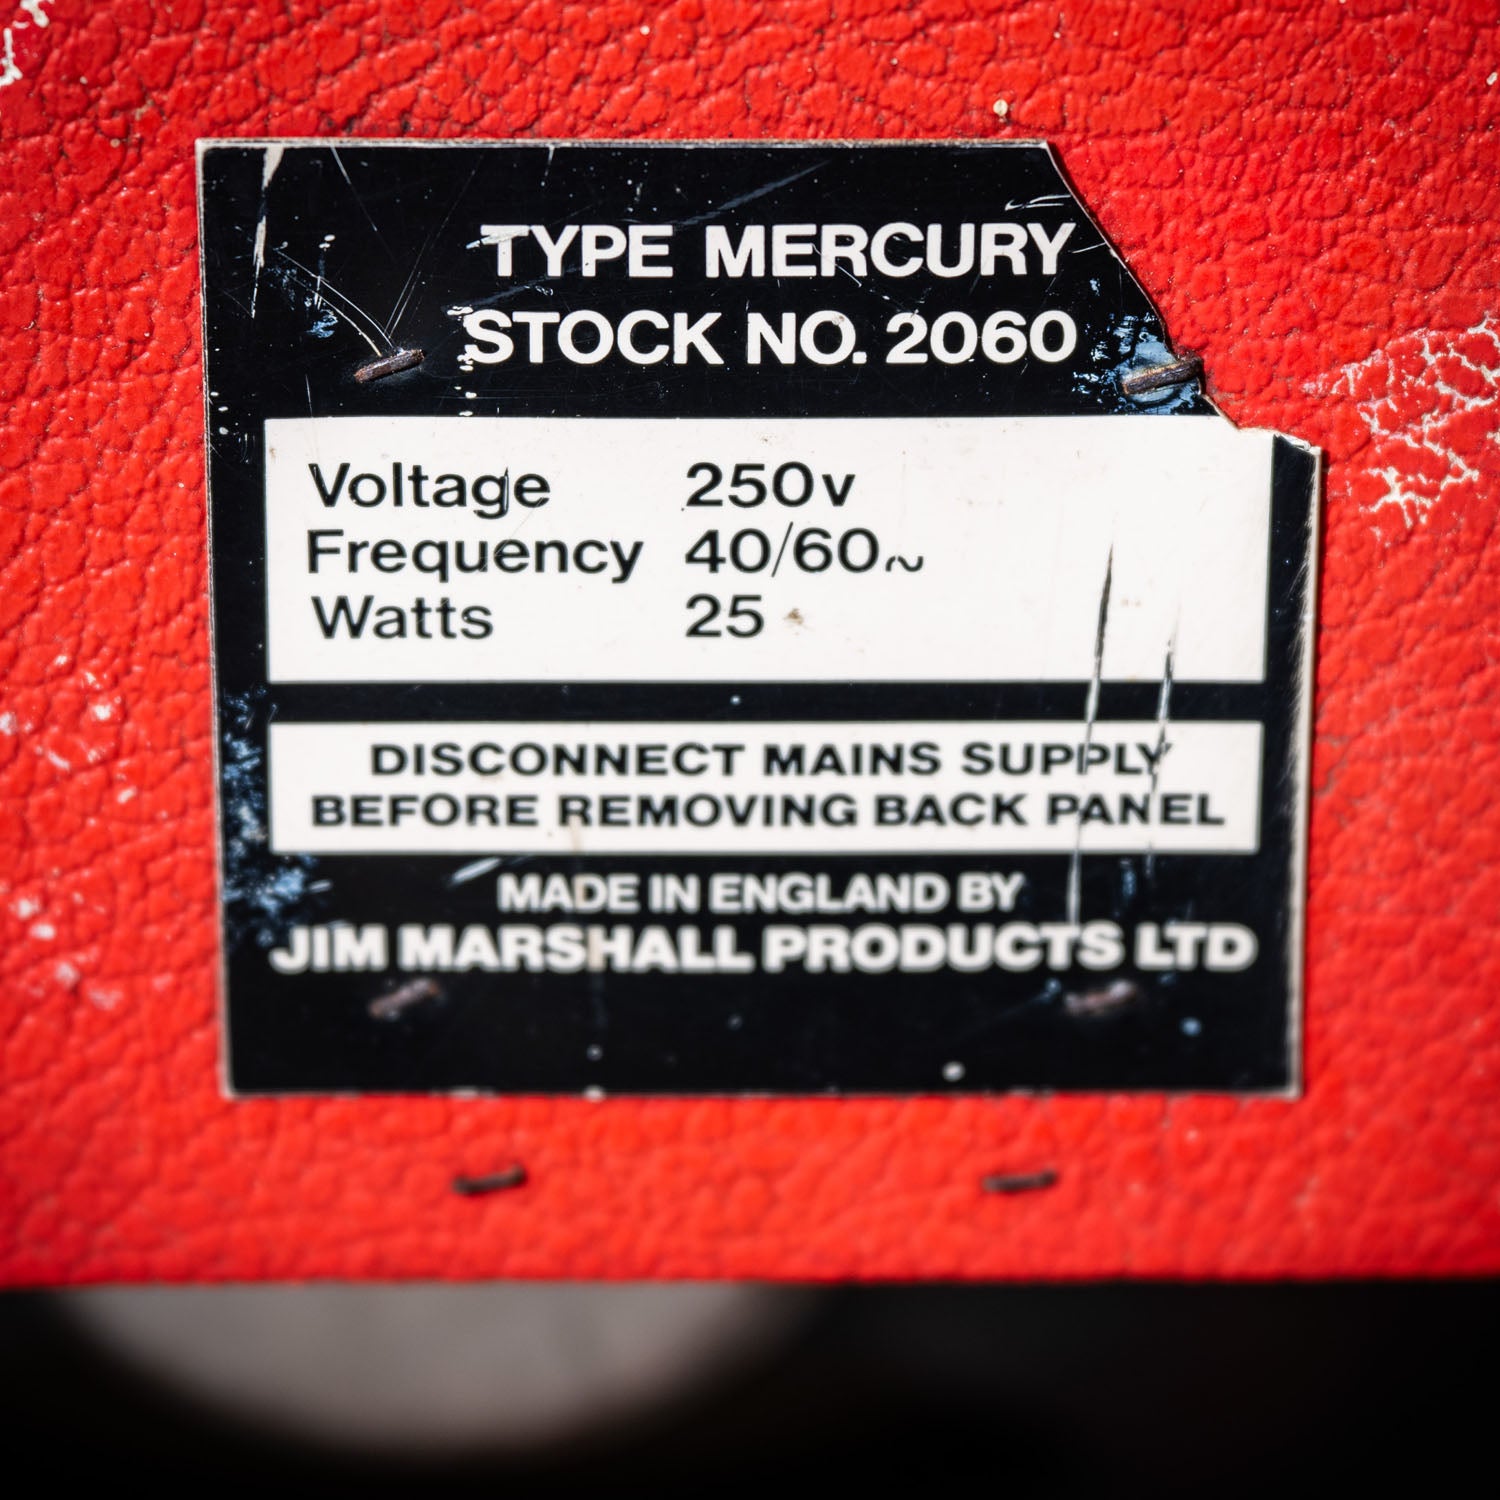 TYPE MERCURY
STOCK NO. 2060
Voltage 250v
Frequency 40/60~
Watts 25
DISCONNECT MAINS SUPPLY
BEFORE REMOVING BACK PANEL
MADE IN ENGLAND BY
JIM MARSHALL PRODUCTS LTD